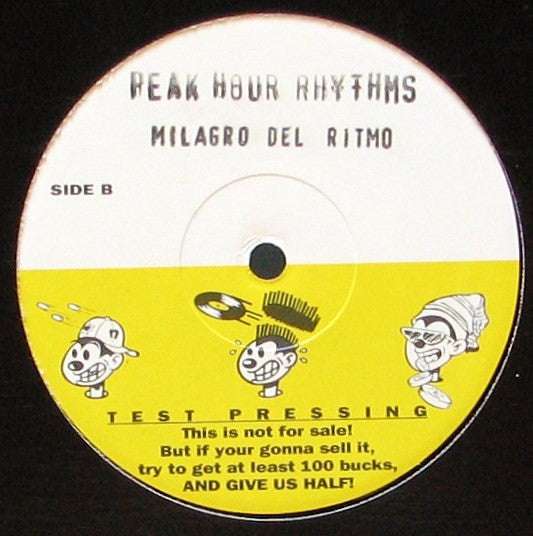 PEAK HOUR RHYTHMS
MILAGRO DEL RITMO
SIDE B
TEST PRESSING
This is not for sale!
But if your gonna sell it,
try to get at least 100 bucks,
AND GIVE US HALF!